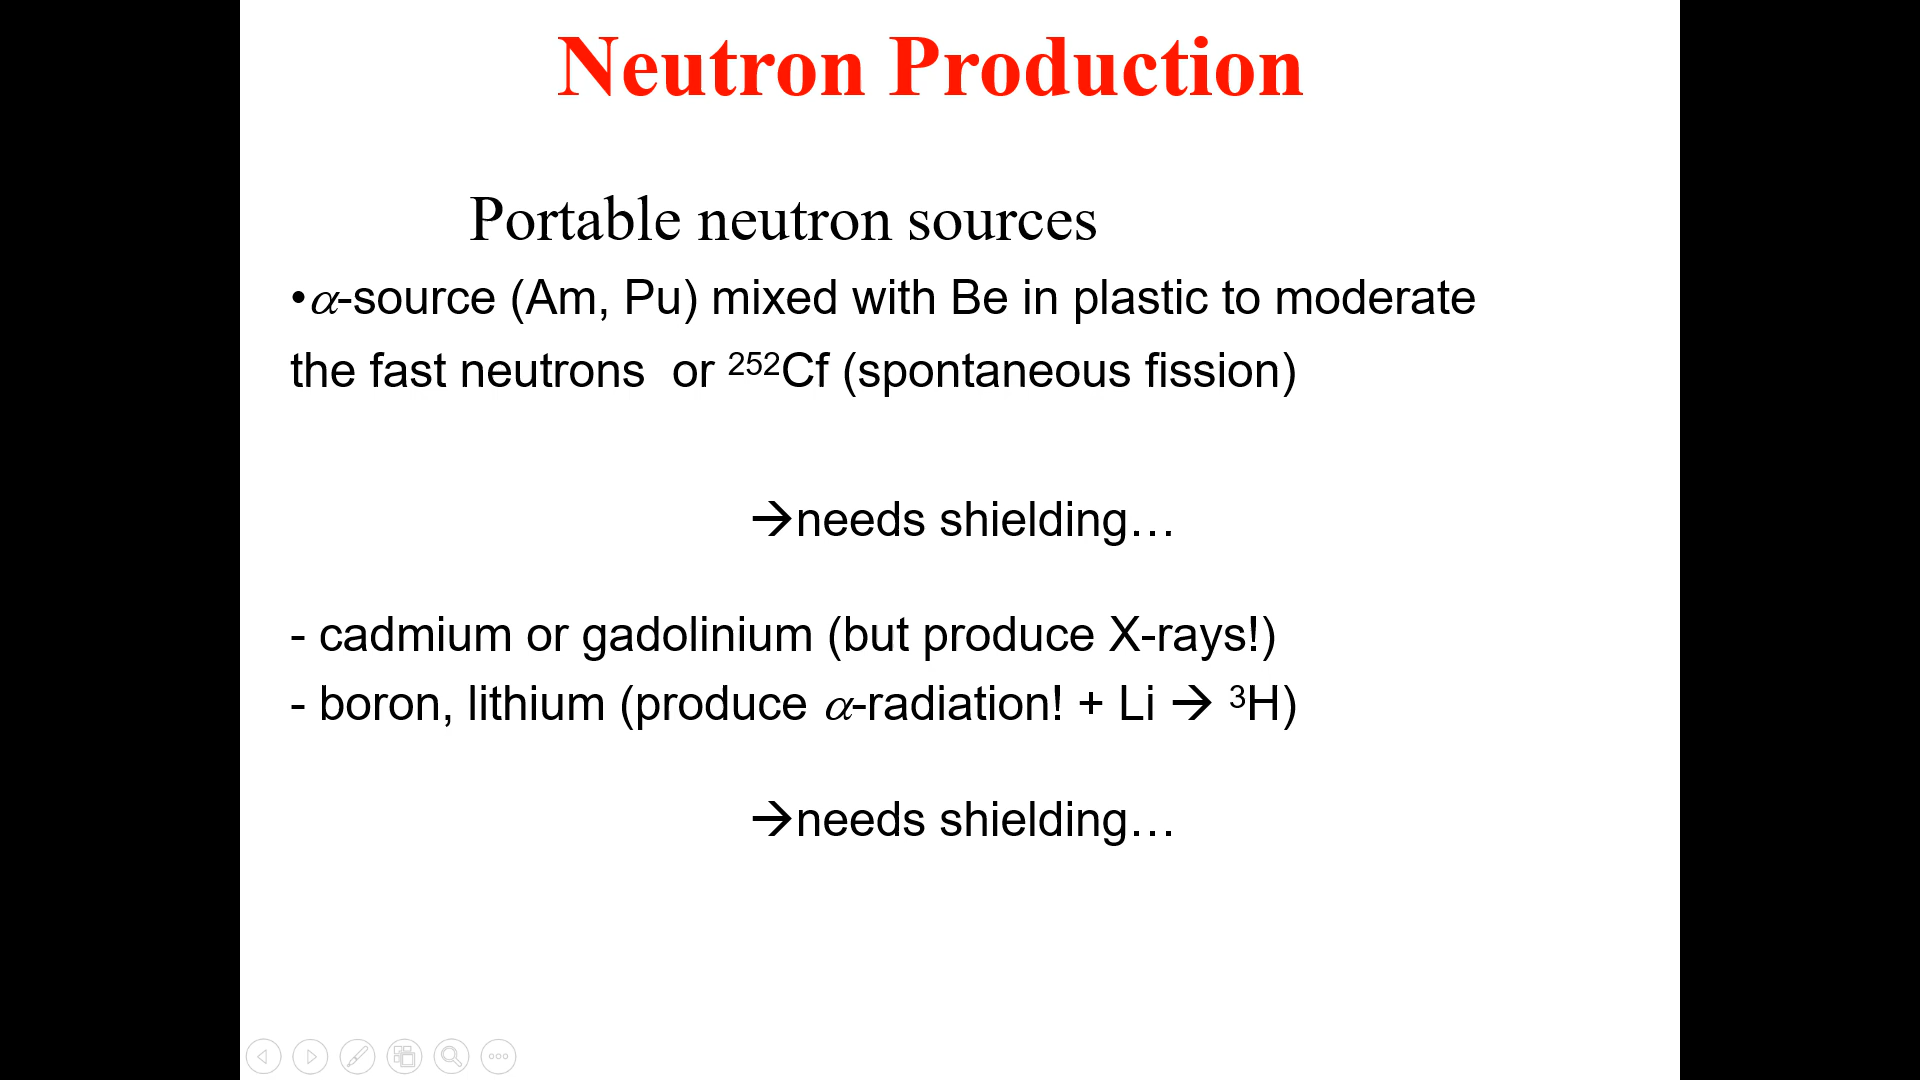 Neutron Production
Portable neutron sources
•α-source (Am, Pu) mixed with Be in plastic to moderate
the fast neutrons  or ²⁵²Cf (spontaneous fission)
→needs shielding…
- cadmium or gadolinium (but produce X-rays!)
- boron, lithium (produce α-radiation! + Li → ³H)
→needs shielding…